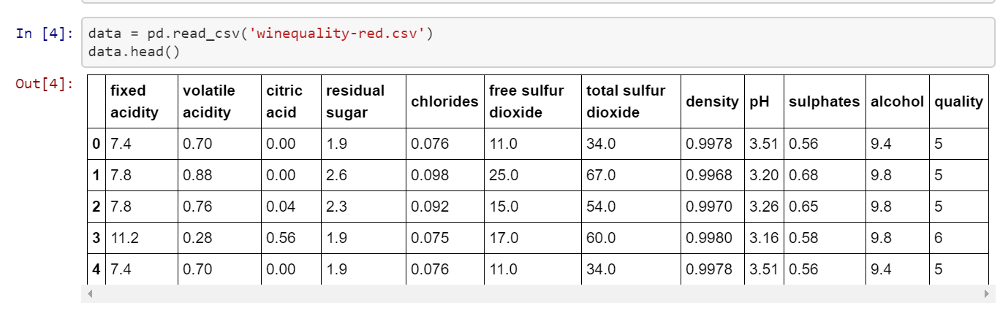 In [4]: data = pd.read_csv('winequality-red.csv')
data.head()
Out[4]:
fixed acidity volatile acidity citric acid residual sugar chlorides free sulfur dioxide total sulfur dioxide density pH sulphates alcohol quality
0 7.4 0.70 0.00 1.9 0.076 11.0 34.0 0.9978 3.51 0.56 9.4 5
1 7.8 0.88 0.00 2.6 0.098 25.0 67.0 0.9968 3.20 0.68 9.8 5
2 7.8 0.76 0.04 2.3 0.092 15.0 54.0 0.9970 3.26 0.65 9.8 5
3 11.2 0.28 0.56 1.9 0.075 17.0 60.0 0.9980 3.16 0.58 9.8 6
4 7.4 0.70 0.00 1.9 0.076 11.0 34.0 0.9978 3.51 0.56 9.4 5